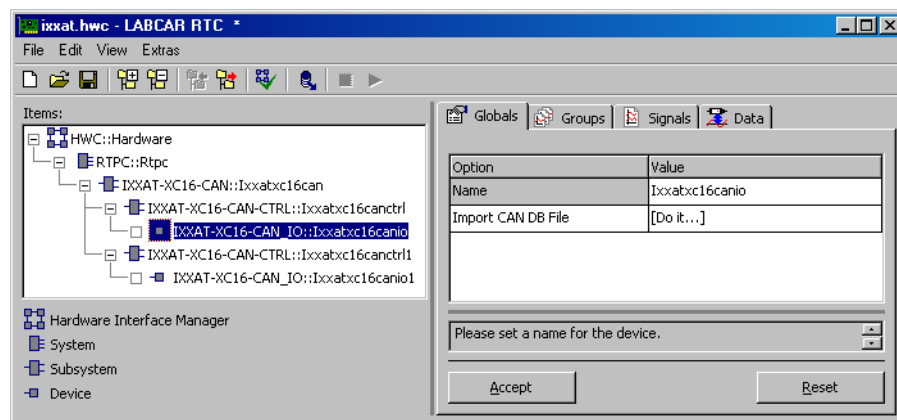 ixxat.hwc - LABCAR RTC *
File Edit View Extras
Items:
HWC::Hardware
RTPC::Rtpc
IXXAT-XC16-CAN::Ixxatxc16can
IXXAT-XC16-CAN-CTRL::Ixxatxc16canctrl
IXXAT-XC16-CAN_IO::Ixxatxc16canio
IXXAT-XC16-CAN-CTRL::Ixxatxc16canctrl1
IXXAT-XC16-CAN_IO::Ixxatxc16canio1
Hardware Interface Manager
System
Subsystem
Device
Globals Groups Signals Data
Option Value
Name Ixxatxc16canio
Import CAN DB File [Do it...]
Please set a name for the device.
Accept Reset